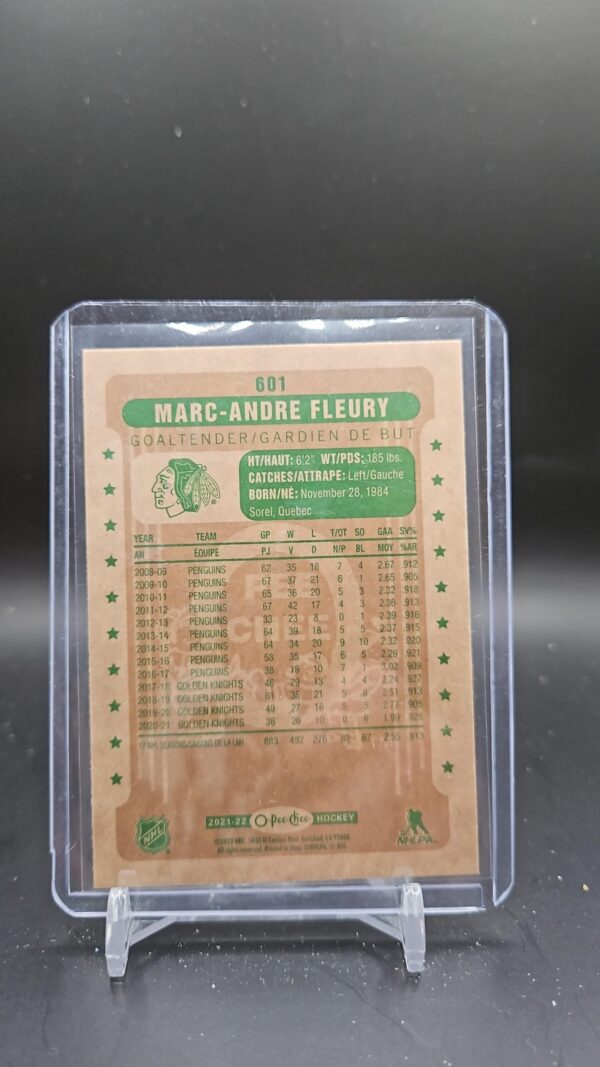 601
MARC-ANDRE FLEURY
GOALTENDER/GARDIEN DE BUT
HT/HAUT: 6'2" WT/PDS: 185 lbs.
CATCHES/ATTRAPE: Left/Gauche
BORN/NÉ: November 28, 1984
Sorel, Quebec
YEAR TEAM GP W L T/OT SO GAA SV%
AN ÉQUIPE PJ V D N/P BL MOY %AR
2008-09 PENGUINS 62 35 18 7 4 2.67 .912
2009-10 PENGUINS 67 37 21 6 1 2.65 .905
2010-11 PENGUINS 65 36 20 5 3 2.32 .918
2011-12 PENGUINS 67 42 17 4 3 2.36 .913
2012-13 PENGUINS 33 23 8 0 1 2.39 .916
2013-14 PENGUINS 64 39 18 5 5 2.37 .915
2014-15 PENGUINS 64 34 20 9 10 2.32 .920
2015-16 PENGUINS 58 35 17 6 5 2.29 .921
2016-17 PENGUINS 38 18 10 7 1 3.02 .909
2017-18 GOLDEN KNIGHTS 46 29 13 4 4 2.24 .927
2018-19 GOLDEN KNIGHTS 61 35 21 5 2.51 .913
2019-20 GOLDEN KNIGHTS 49 27 16 5 5 2.77 .905
2020-21 GOLDEN KNIGHTS 36 26 10 0 6 1.99 .928
17 NHL SEASONS/SAISONS DE LA LNH 883 492 82 67 2.55 .913
2021-22 O-Pee-Chee HOCKEY
NHL
NHLPA